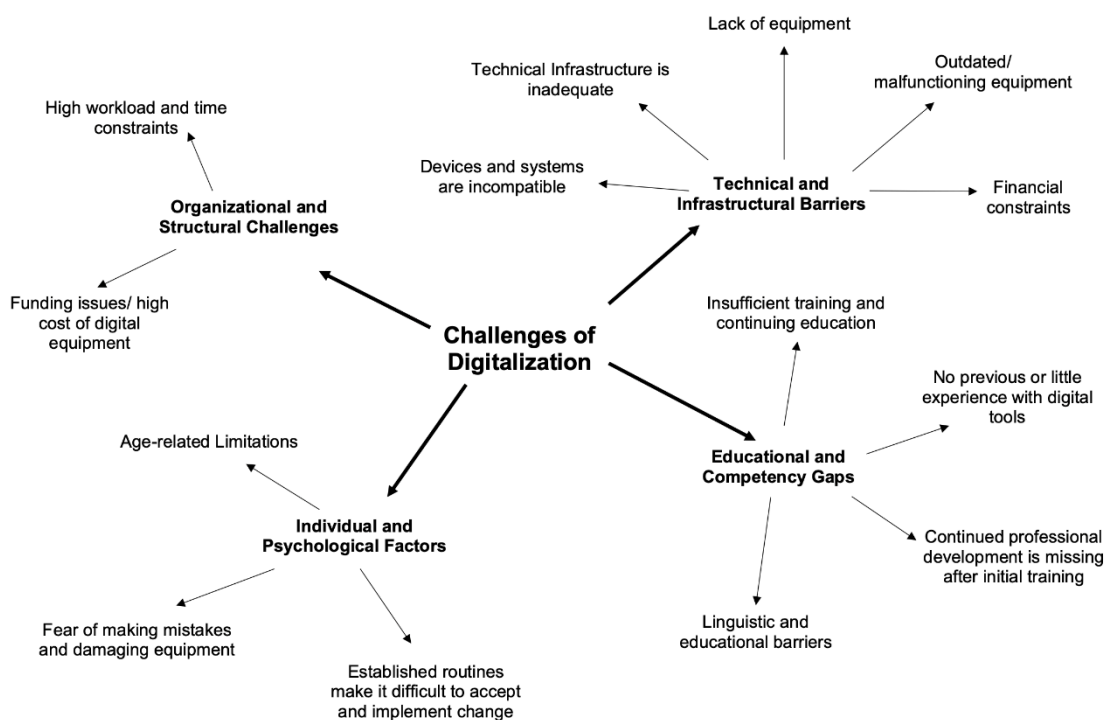 Lack of equipment
Technical Infrastructure is
inadequate
Outdated/
malfunctioning equipment
High workload and time
constraints
Devices and systems
are incompatible
Technical and
Infrastructural Barriers
Financial
constraints
Organizational and
Structural Challenges
Funding issues/ high
cost of digital
equipment
Insufficient training and
continuing education
Challenges of
Digitalization
No previous or little
experience with digital
tools
Age-related Limitations
Educational and
Competency Gaps
Individual and
Psychological Factors
Continued professional
development is missing
after initial training
Fear of making mistakes
and damaging equipment
Linguistic and
educational barriers
Established routines
make it difficult to accept
and implement change